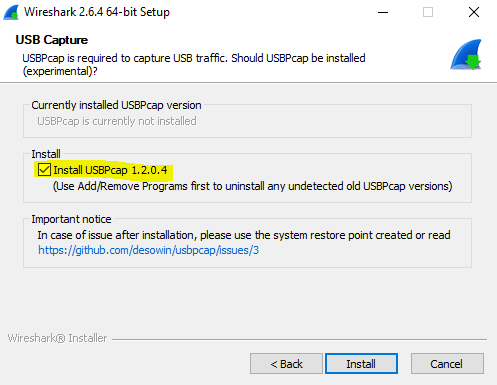 Wireshark 2.6.4 64-bit Setup
USB Capture
USBPcap is required to capture USB traffic. Should USBPcap be installed
(experimental)?
Currently installed USBPcap version
USBPcap is currently not installed
Install
Install USBPcap 1.2.0.4
(Use Add/Remove Programs first to uninstall any undetected old USBPcap versions)
Important notice
In case of issue after installation, please use the system restore point created or read
https://github.com/desowin/usbpcap/issues/3
Wireshark® Installer
< Back
Install
Cancel